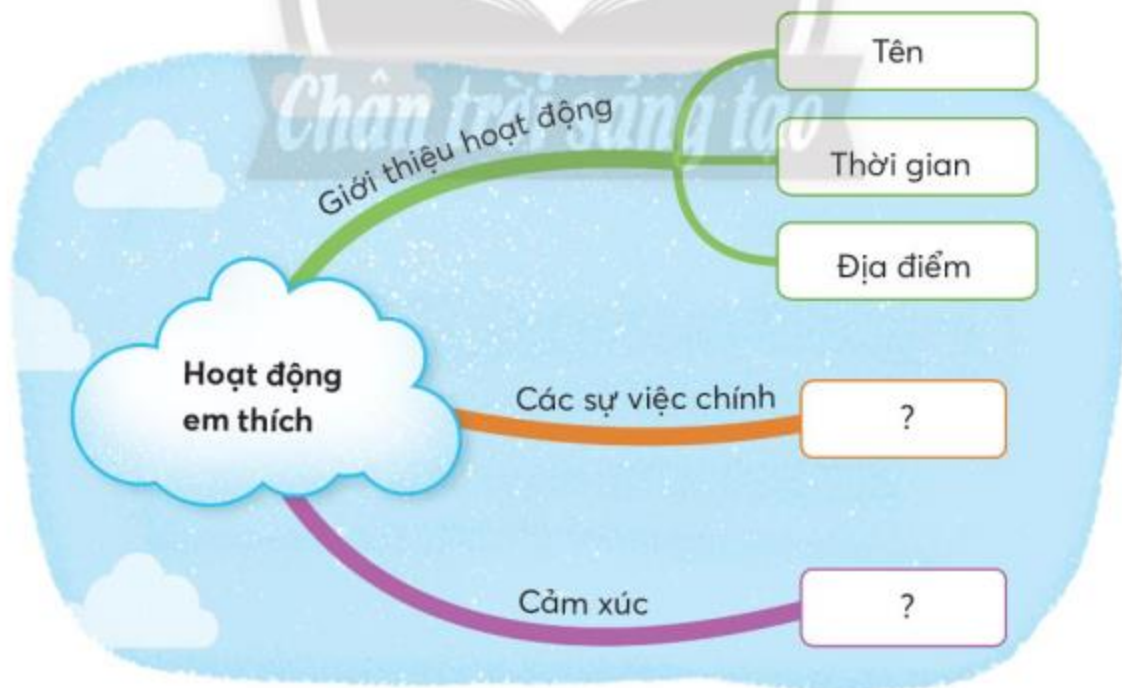 Chân trời sáng tạo
Giới thiệu hoạt động
Tên
Thời gian
Địa điểm
Hoạt động
em thích
Các sự việc chính
?
Cảm xúc
?